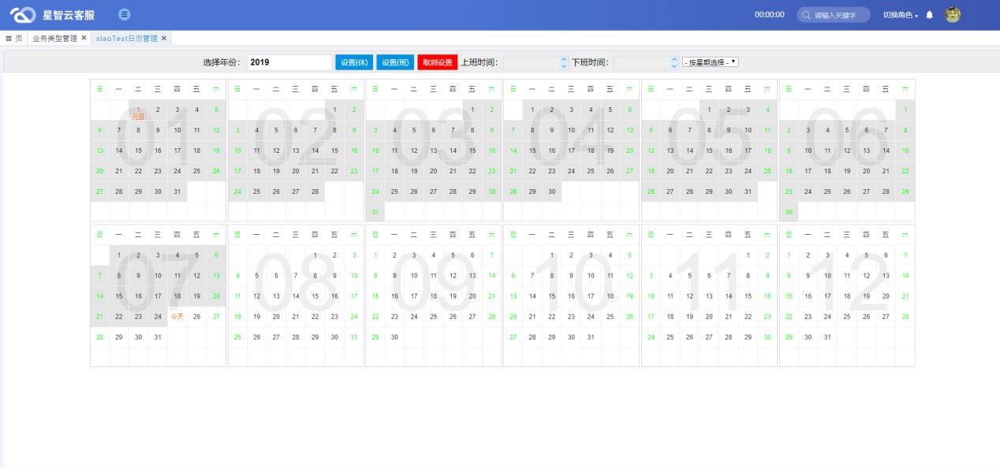 星智云客服 00:00:00 请输入关键字 切换角色
首 页 业务类型管理 × xiaoTest日历管理 ×
选择年份: 2019 设置(休) 设置(班) 取消设置 上班时间: 下班时间: - 按星期选择 -
01
日 一 二 三 四 五 六
1 2 3 4 5
元旦
6 7 8 9 10 11 12
13 14 15 16 17 18 19
20 21 22 23 24 25 26
27 28 29 30 31
02
日 一 二 三 四 五 六
1 2
3 4 5 6 7 8 9
10 11 12 13 14 15 16
17 18 19 20 21 22 23
24 25 26 27 28
03
日 一 二 三 四 五 六
1 2
3 4 5 6 7 8 9
10 11 12 13 14 15 16
17 18 19 20 21 22 23
24 25 26 27 28 29 30
31
04
日 一 二 三 四 五 六
1 2 3 4 5 6
7 8 9 10 11 12 13
14 15 16 17 18 19 20
21 22 23 24 25 26 27
28 29 30
05
日 一 二 三 四 五 六
1 2 3 4
5 6 7 8 9 10 11
12 13 14 15 16 17 18
19 20 21 22 23 24 25
26 27 28 29 30 31
06
日 一 二 三 四 五 六
1
2 3 4 5 6 7 8
9 10 11 12 13 14 15
16 17 18 19 20 21 22
23 24 25 26 27 28 29
30
07
日 一 二 三 四 五 六
1 2 3 4 5 6
7 8 9 10 11 12 13
14 15 16 17 18 19 20
21 22 23 24 今天 26 27
28 29 30 31
08
日 一 二 三 四 五 六
1 2 3
4 5 6 7 8 9 10
11 12 13 14 15 16 17
18 19 20 21 22 23 24
25 26 27 28 29 30 31
09
日 一 二 三 四 五 六
1 2 3 4 5 6 7
8 9 10 11 12 13 14
15 16 17 18 19 20 21
22 23 24 25 26 27 28
29 30
10
日 一 二 三 四 五 六
1 2 3 4 5
6 7 8 9 10 11 12
13 14 15 16 17 18 19
20 21 22 23 24 25 26
27 28 29 30 31
11
日 一 二 三 四 五 六
1 2
3 4 5 6 7 8 9
10 11 12 13 14 15 16
17 18 19 20 21 22 23
24 25 26 27 28 29 30
12
日 一 二 三 四 五 六
1 2 3 4 5 6 7
8 9 10 11 12 13 14
15 16 17 18 19 20 21
22 23 24 25 26 27 28
29 30 31